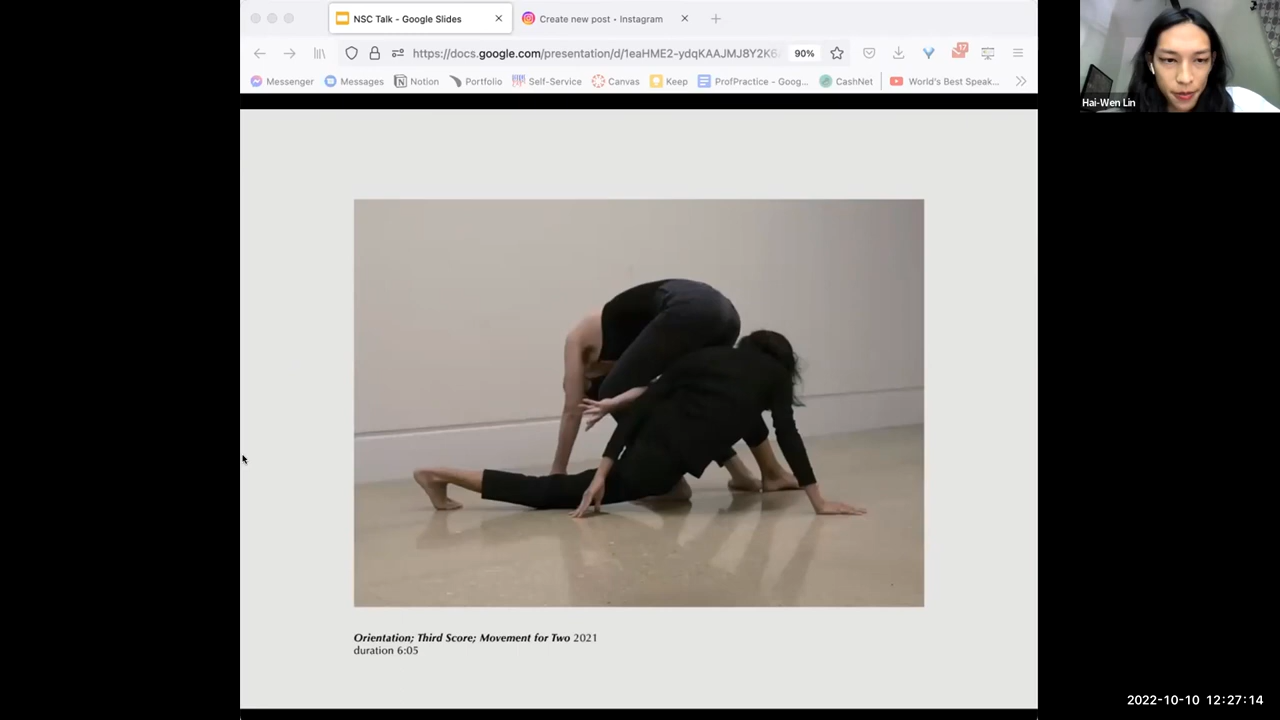 NSC Talk - Google Slides
Create new post • Instagram
https://docs.google.com/presentation/d/1eaHME2-ydqKAAJMJ8Y2K6
90%
17
Messenger
Messages
Notion
Portfolio
Self-Service
Canvas
Keep
ProfPractice - Goog...
CashNet
World's Best Speak...
Hai-Wen Lin
Orientation; Third Score; Movement for Two 2021
duration 6:05
2022-10-10 12:27:14